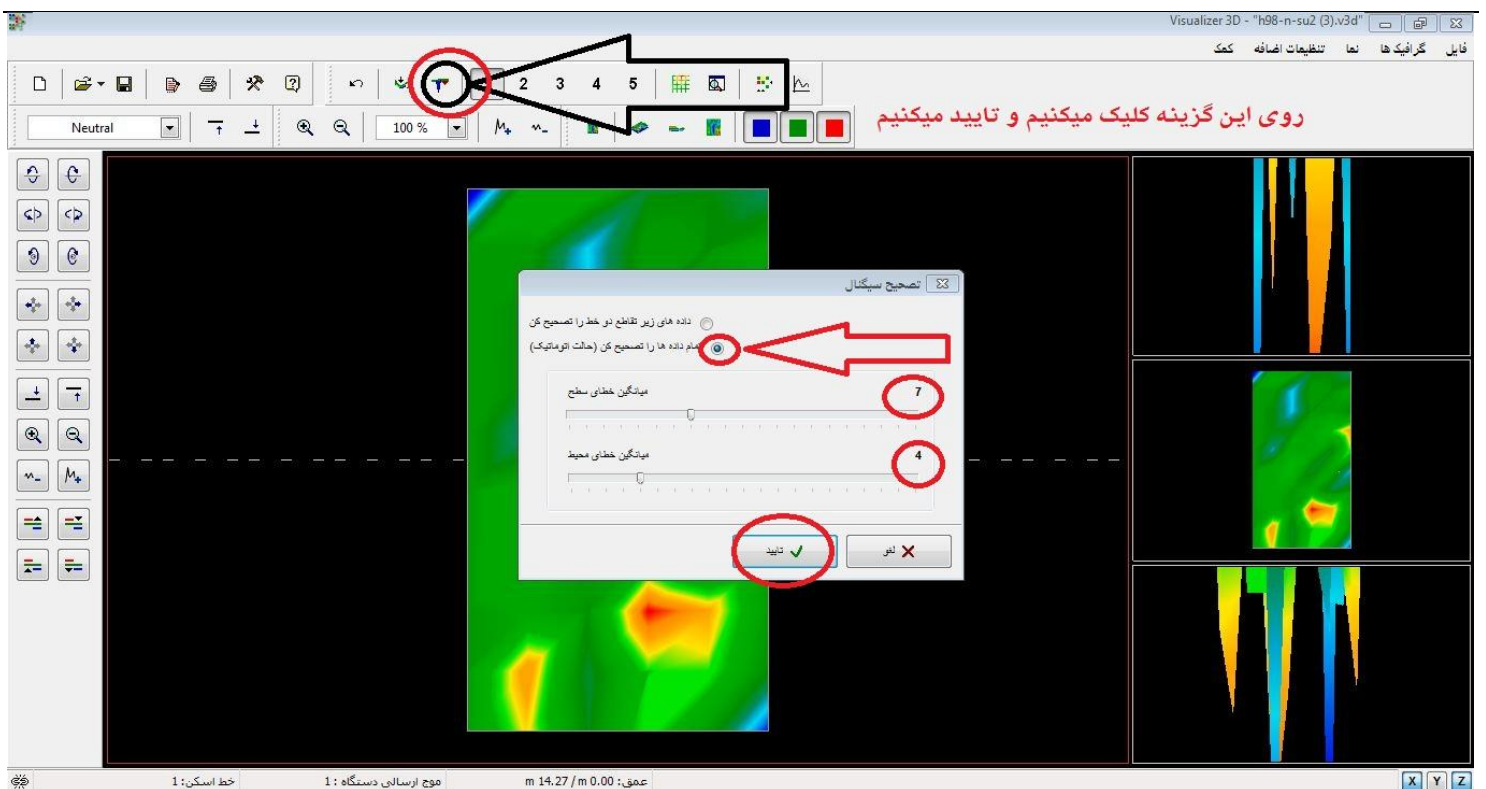 Visualizer 3D - "h98-n-su2 (3).v3d"
فایل گرافیک ها نما تنظیمات اضافه کمک
2 3 4 5
Neutral
100 %
روی این گزینه کلیک میکنیم و تایید میکنیم
تصحیح سیگنال
داده های زیر تقاطع دو خط را تصحیح کن
مام داده ها را تصحیح کن (حالت اتوماتیک)
میانگین خطای سطح
7
میانگین خطای محیط
4
تایید
لغو
خط اسکن: 1
موج ارسالی دستگاه : 1
عمق: m 14.27 / m 0.00
X Y Z